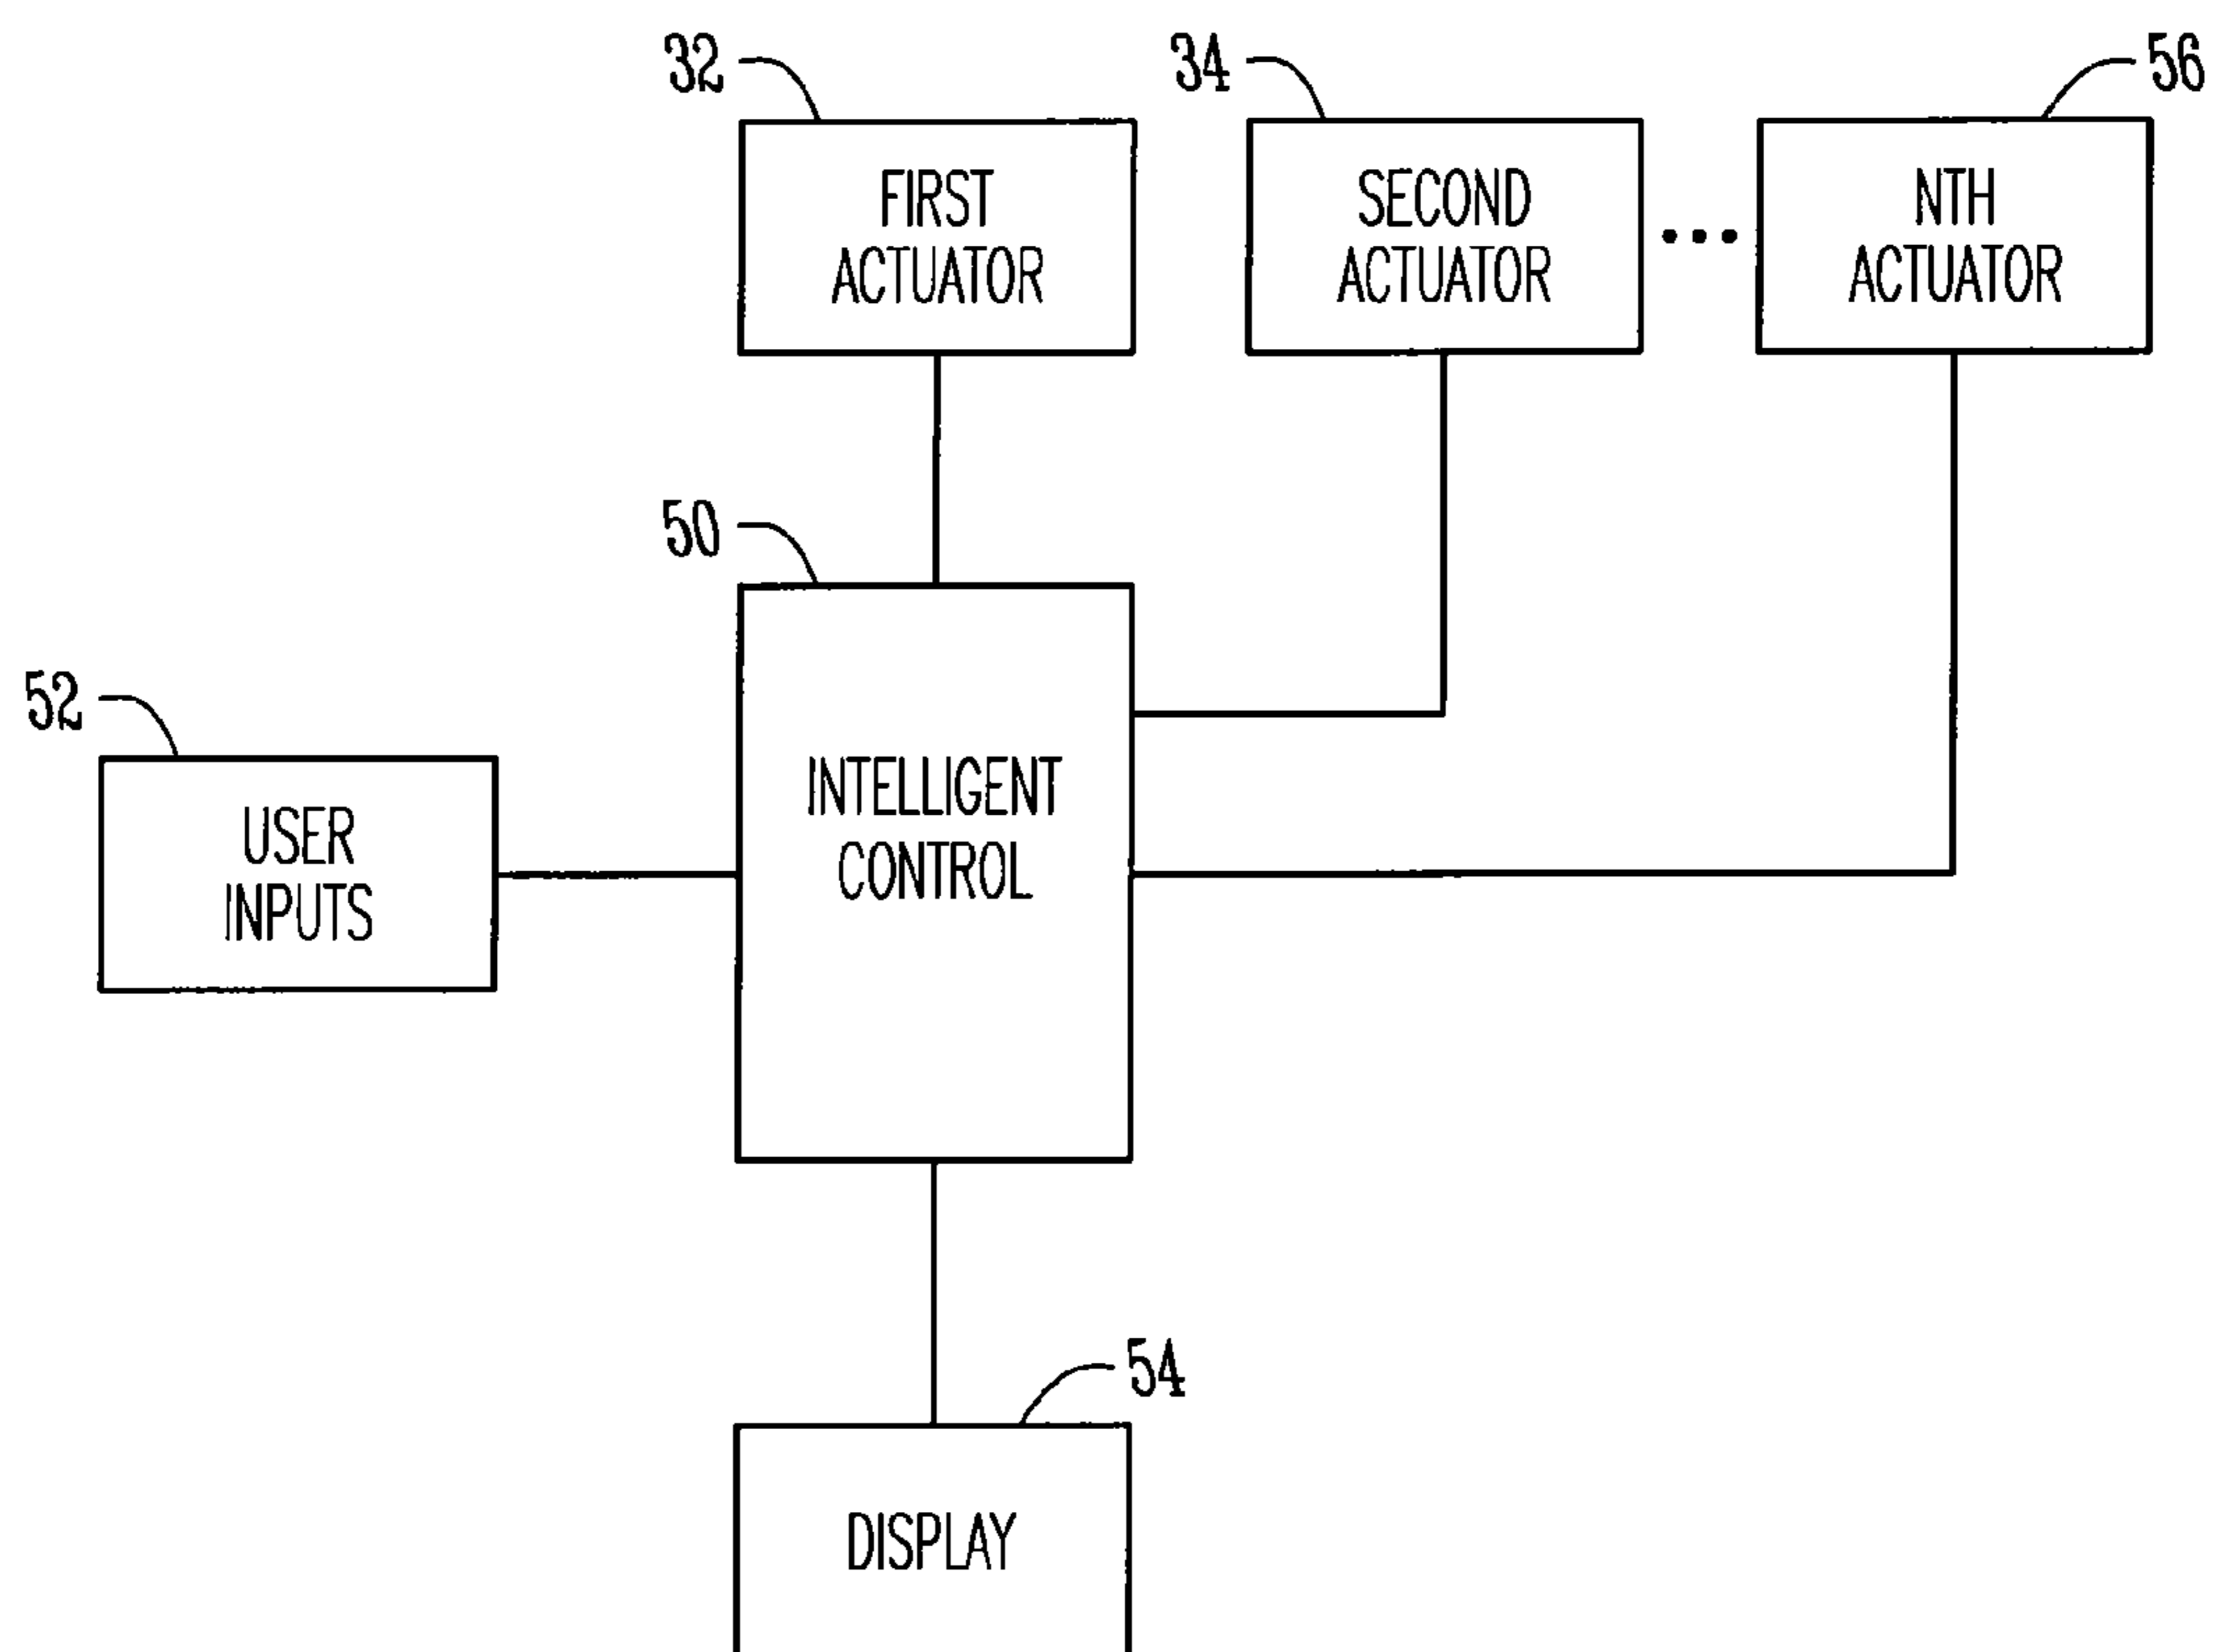 32
34
56
FIRST
ACTUATOR
SECOND
ACTUATOR
•••
NTH
ACTUATOR
50
52
INTELLIGENT
CONTROL
USER
INPUTS
54
DISPLAY